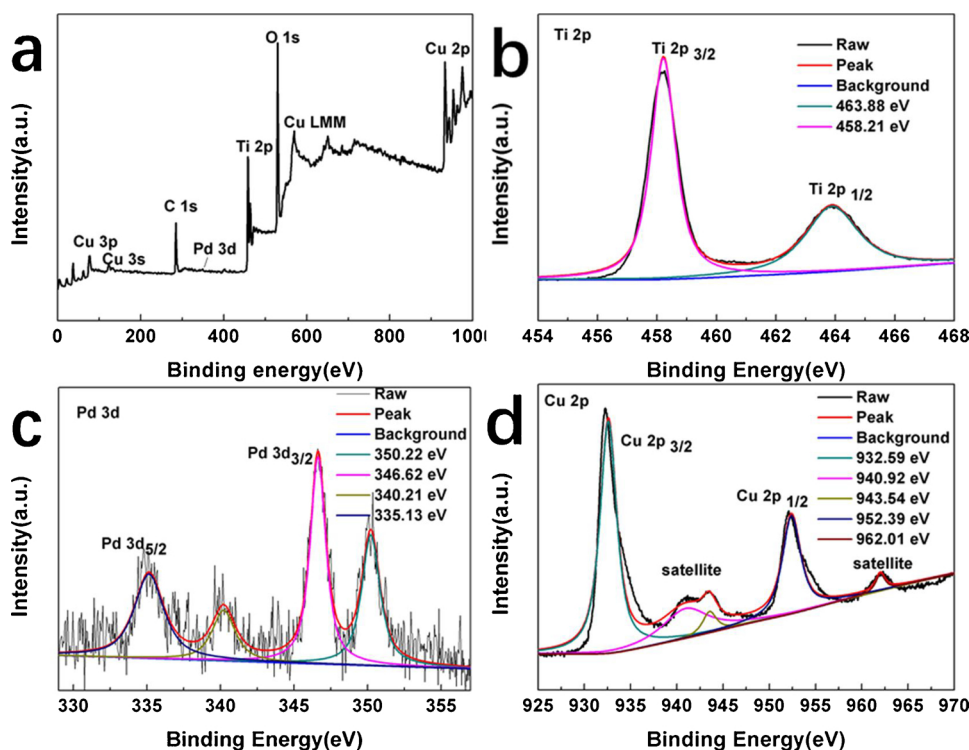 a
O 1s
Cu 2p
Cu LMM
Ti 2p
C 1s
Pd 3d
Cu 3p
Cu 3s
Intensity(a.u.)
0 200 400 600 800 1000
Binding energy(eV)
b
Ti 2p
Ti 2p 3/2
Raw
Peak
Background
463.88 eV
458.21 eV
Ti 2p 1/2
Intensity(a.u.)
454 456 458 460 462 464 466 468
Binding Energy(eV)
c
Pd 3d
Raw
Peak
Background
350.22 eV
346.62 eV
340.21 eV
335.13 eV
Pd 3d3/2
Pd 3d5/2
Intensity(a.u.)
330 335 340 345 350 355
Binding Energy(eV)
d
Cu 2p
Cu 2p 3/2
Raw
Peak
Background
932.59 eV
940.92 eV
943.54 eV
952.39 eV
962.01 eV
Cu 2p 1/2
satellite
satellite
Intensity(a.u.)
925 930 935 940 945 950 955 960 965 970
Binding Energy(eV)